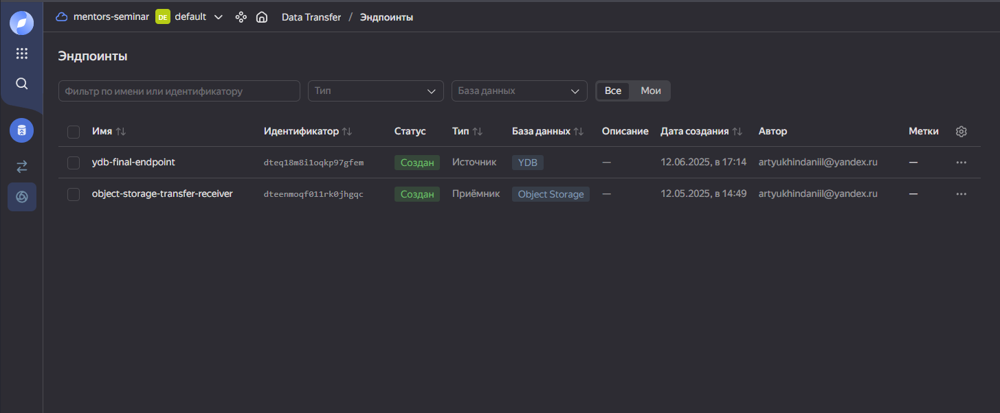 mentors-seminar DE default Data Transfer / Эндпоинты
Эндпоинты
Фильтр по имени или идентификатору Тип База данных Все Мои
Имя Идентификатор Статус Тип База данных Описание Дата создания Автор Метки
ydb-final-endpoint dteq18m8i1oqkp97gfem Создан Источник YDB — 12.06.2025, в 17:14 artyukhindaniil@yandex.ru —
object-storage-transfer-receiver dteenmoqf011rk0jhgqc Создан Приёмник Object Storage — 12.05.2025, в 14:49 artyukhindaniil@yandex.ru —